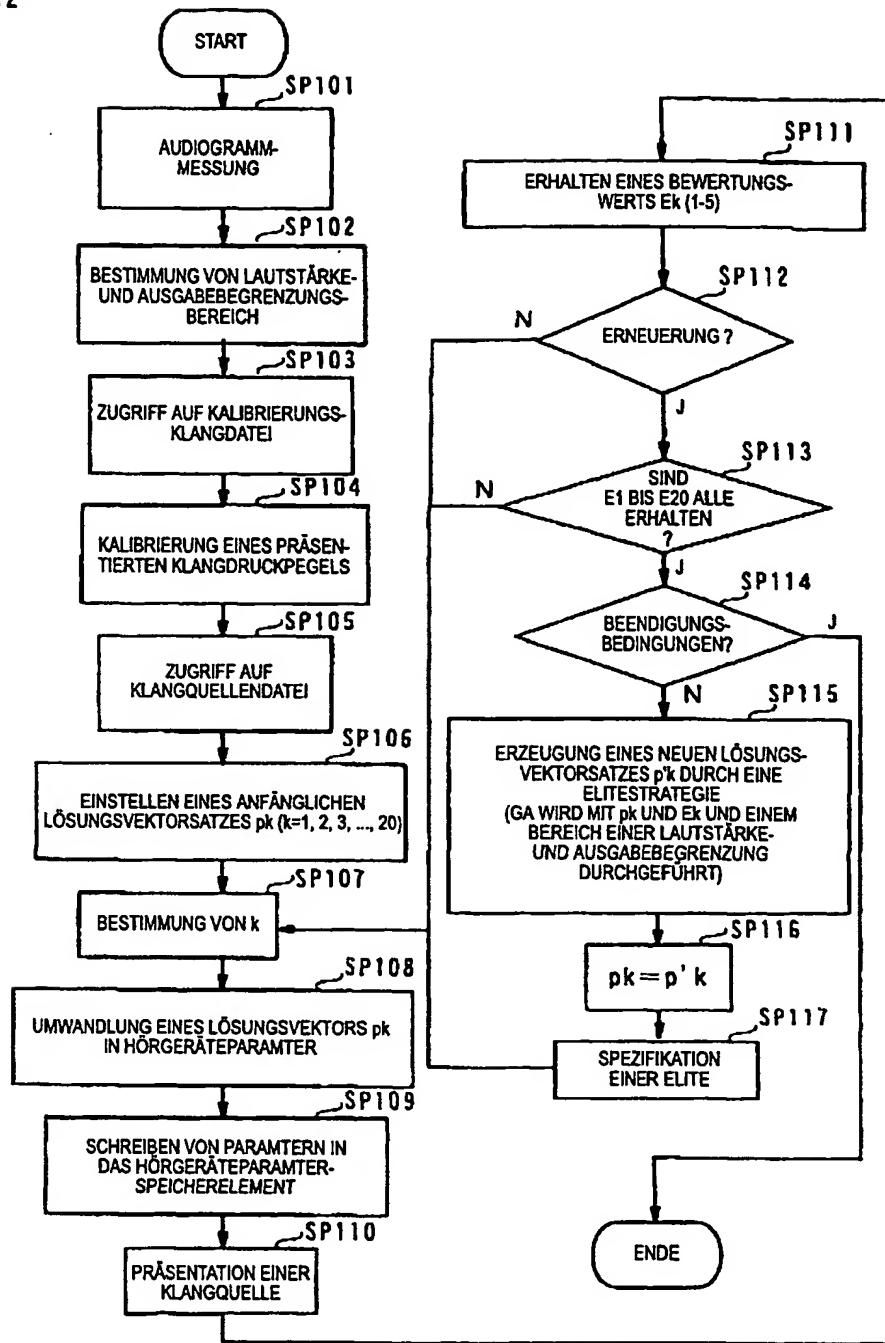 START
SP101
AUDIOGRAMM-
MESSUNG
SP102
BESTIMMUNG VON LAUTSTÄRKE-
UND AUSGABEBEGRENZUNGS-
BEREICH
SP103
ZUGRIFF AUF KALIBRIERUNGS-
KLANGDATEI
SP104
KALIBRIERUNG EINES PRÄSEN-
TIERTEN KLANGDRUCKPEGELS
SP105
ZUGRIFF AUF
KLANGQUELLENDATEI
SP106
EINSTELLEN EINES ANFÄNGLICHEN
LÖSUNGSVEKTORSATZES pk (k=1, 2, 3, ..., 20)
SP107
BESTIMMUNG VON k
SP108
UMWANDLUNG EINES LÖSUNGSVEKTORS pk
IN HÖRGERÄTEPARAMTER
SP109
SCHREIBEN VON PARAMTERN IN
DAS HÖRGERÄTEPARAMTER-
SPEICHERELEMENT
SP110
PRÄSENTATION EINER
KLANGQUELLE
SP111
ERHALTEN EINES BEWERTUNGS-
WERTS Ek (1-5)
SP112
N
ERNEUERUNG ?
J
SP113
N
SIND
E1 BIS E20 ALLE
ERHALTEN
?
J
SP114
BEENDIGUNGS-
BEDINGUNGEN?
J
N
SP115
ERZEUGUNG EINES NEUEN LÖSUNGS-
VEKTORSATZES p'k DURCH EINE
ELITESTRATEGIE
(GA WIRD MIT pk UND Ek UND EINEM
BEREICH EINER LAUTSTÄRKE-
UND AUSGABEBEGRENZUNG
DURCHGEFÜHRT)
SP116
pk=p'k
SP117
SPEZIFIKATION
EINER ELITE
ENDE